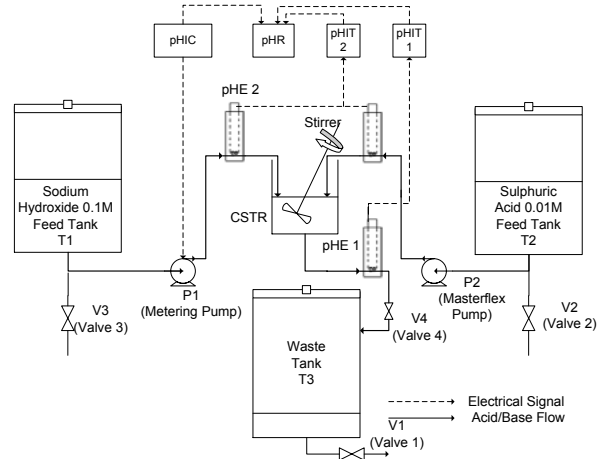 pHIC
pHR
pHIT
2
pHIT
1
pHE 2
Stirrer
Sodium
Hydroxide 0.1M
Feed Tank
T1
CSTR
pHE 1
Sulphuric
Acid 0.01M
Feed Tank
T2
P1
(Metering Pump)
P2
(Masterflex
Pump)
V3
(Valve 3)
V4
(Valve 4)
V2
(Valve 2)
Waste
Tank
T3
Electrical Signal
Acid/Base Flow
V1
(Valve 1)